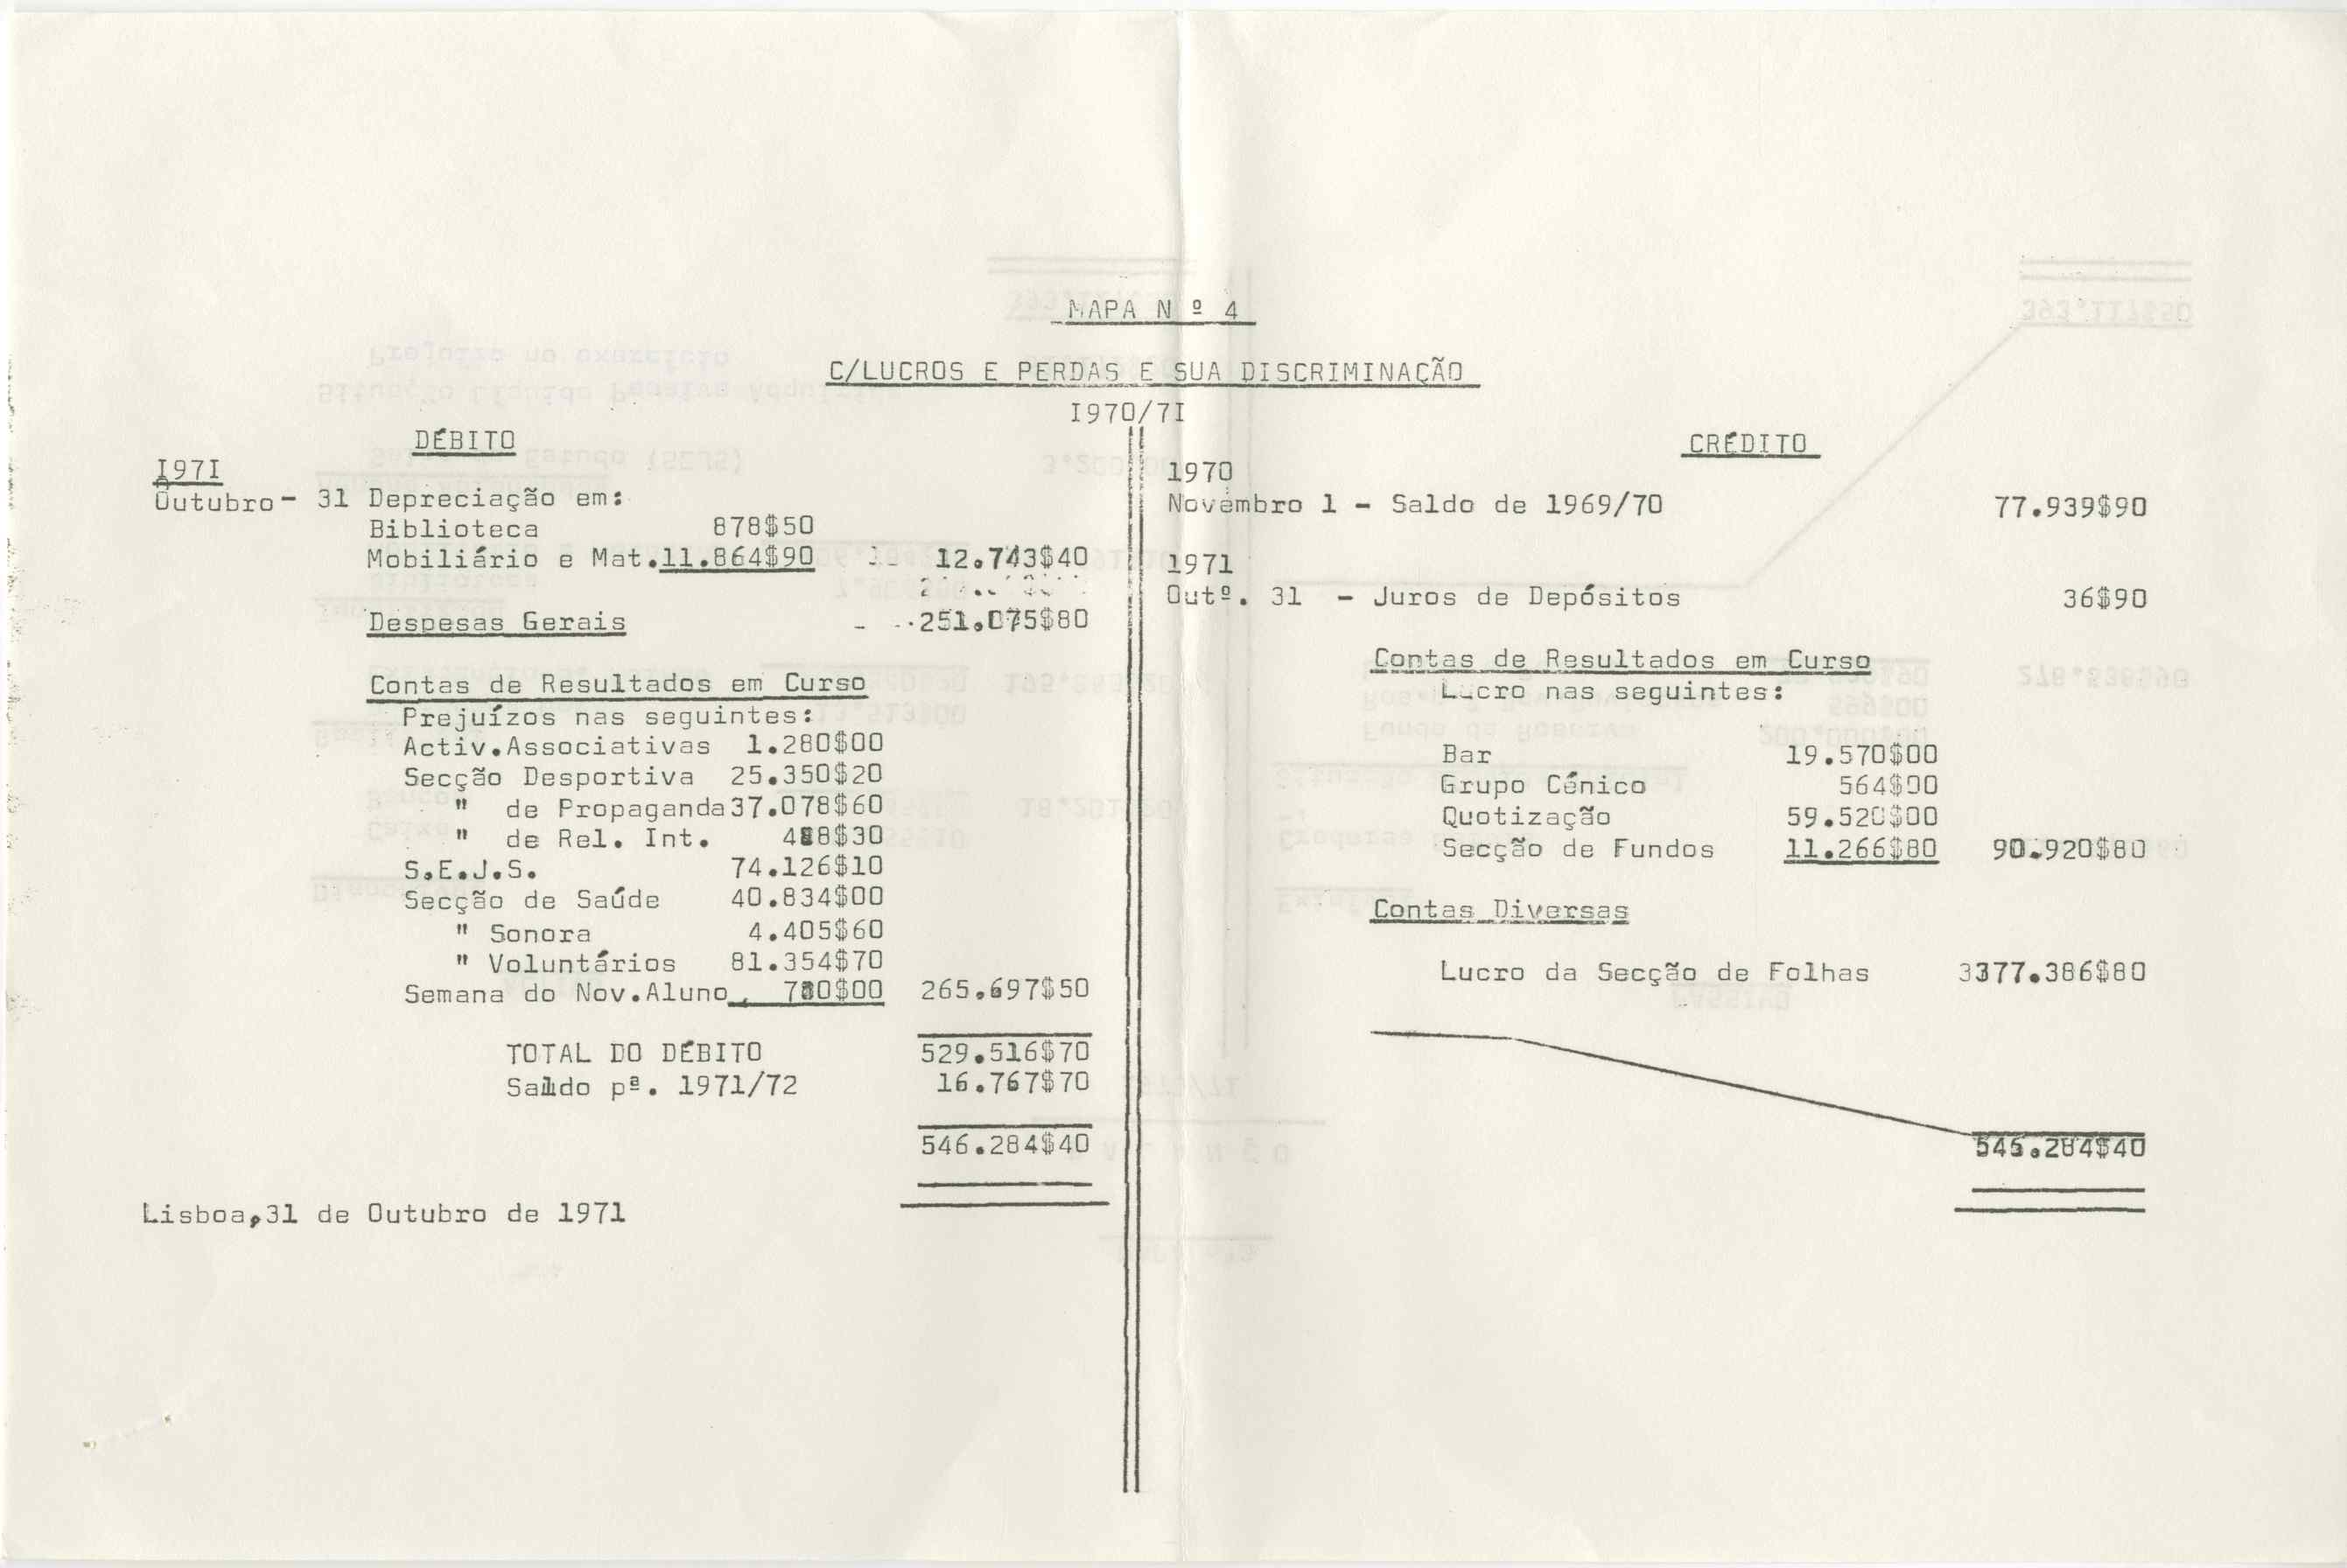 MAPA Nº 4
C/LUCROS E PERDAS E SUA DISCRIMINAÇÃO
I970/7I
DÉBITO
I97I
Outubro - 31 Depreciação em:
Biblioteca 878$50
Mobiliário e Mat. 11.864$90 12.743$40
Despesas Gerais - 251.075$80
Contas de Resultados em Curso
Prejuízos nas seguintes:
Activ.Associativas 1.280$00
Secção Desportiva 25.350$20
" de Propaganda 37.078$60
" de Rel. Int. 488$30
S.E.J.S. 74.126$10
Secção de Saúde 40.834$00
" Sonora 4.405$60
" Voluntários 81.354$70
Semana do Nov.Aluno 780$00 265.697$50
TOTAL DO DÉBITO 529.516$70
Saldo pª. 1971/72 16.767$70
546.284$40
Lisboa,31 de Outubro de 1971
CRÉDITO
1970
Novembro 1 - Saldo de 1969/70 77.939$90
1971
Outº. 31 - Juros de Depósitos 36$90
Contas de Resultados em Curso
Lucro nas seguintes:
Bar 19.570$00
Grupo Cénico 564$00
Quotização 59.520$00
Secção de Fundos 11.266$80 90.920$80
Contas Diversas
Lucro da Secção de Folhas 3377.386$80
546.284$40